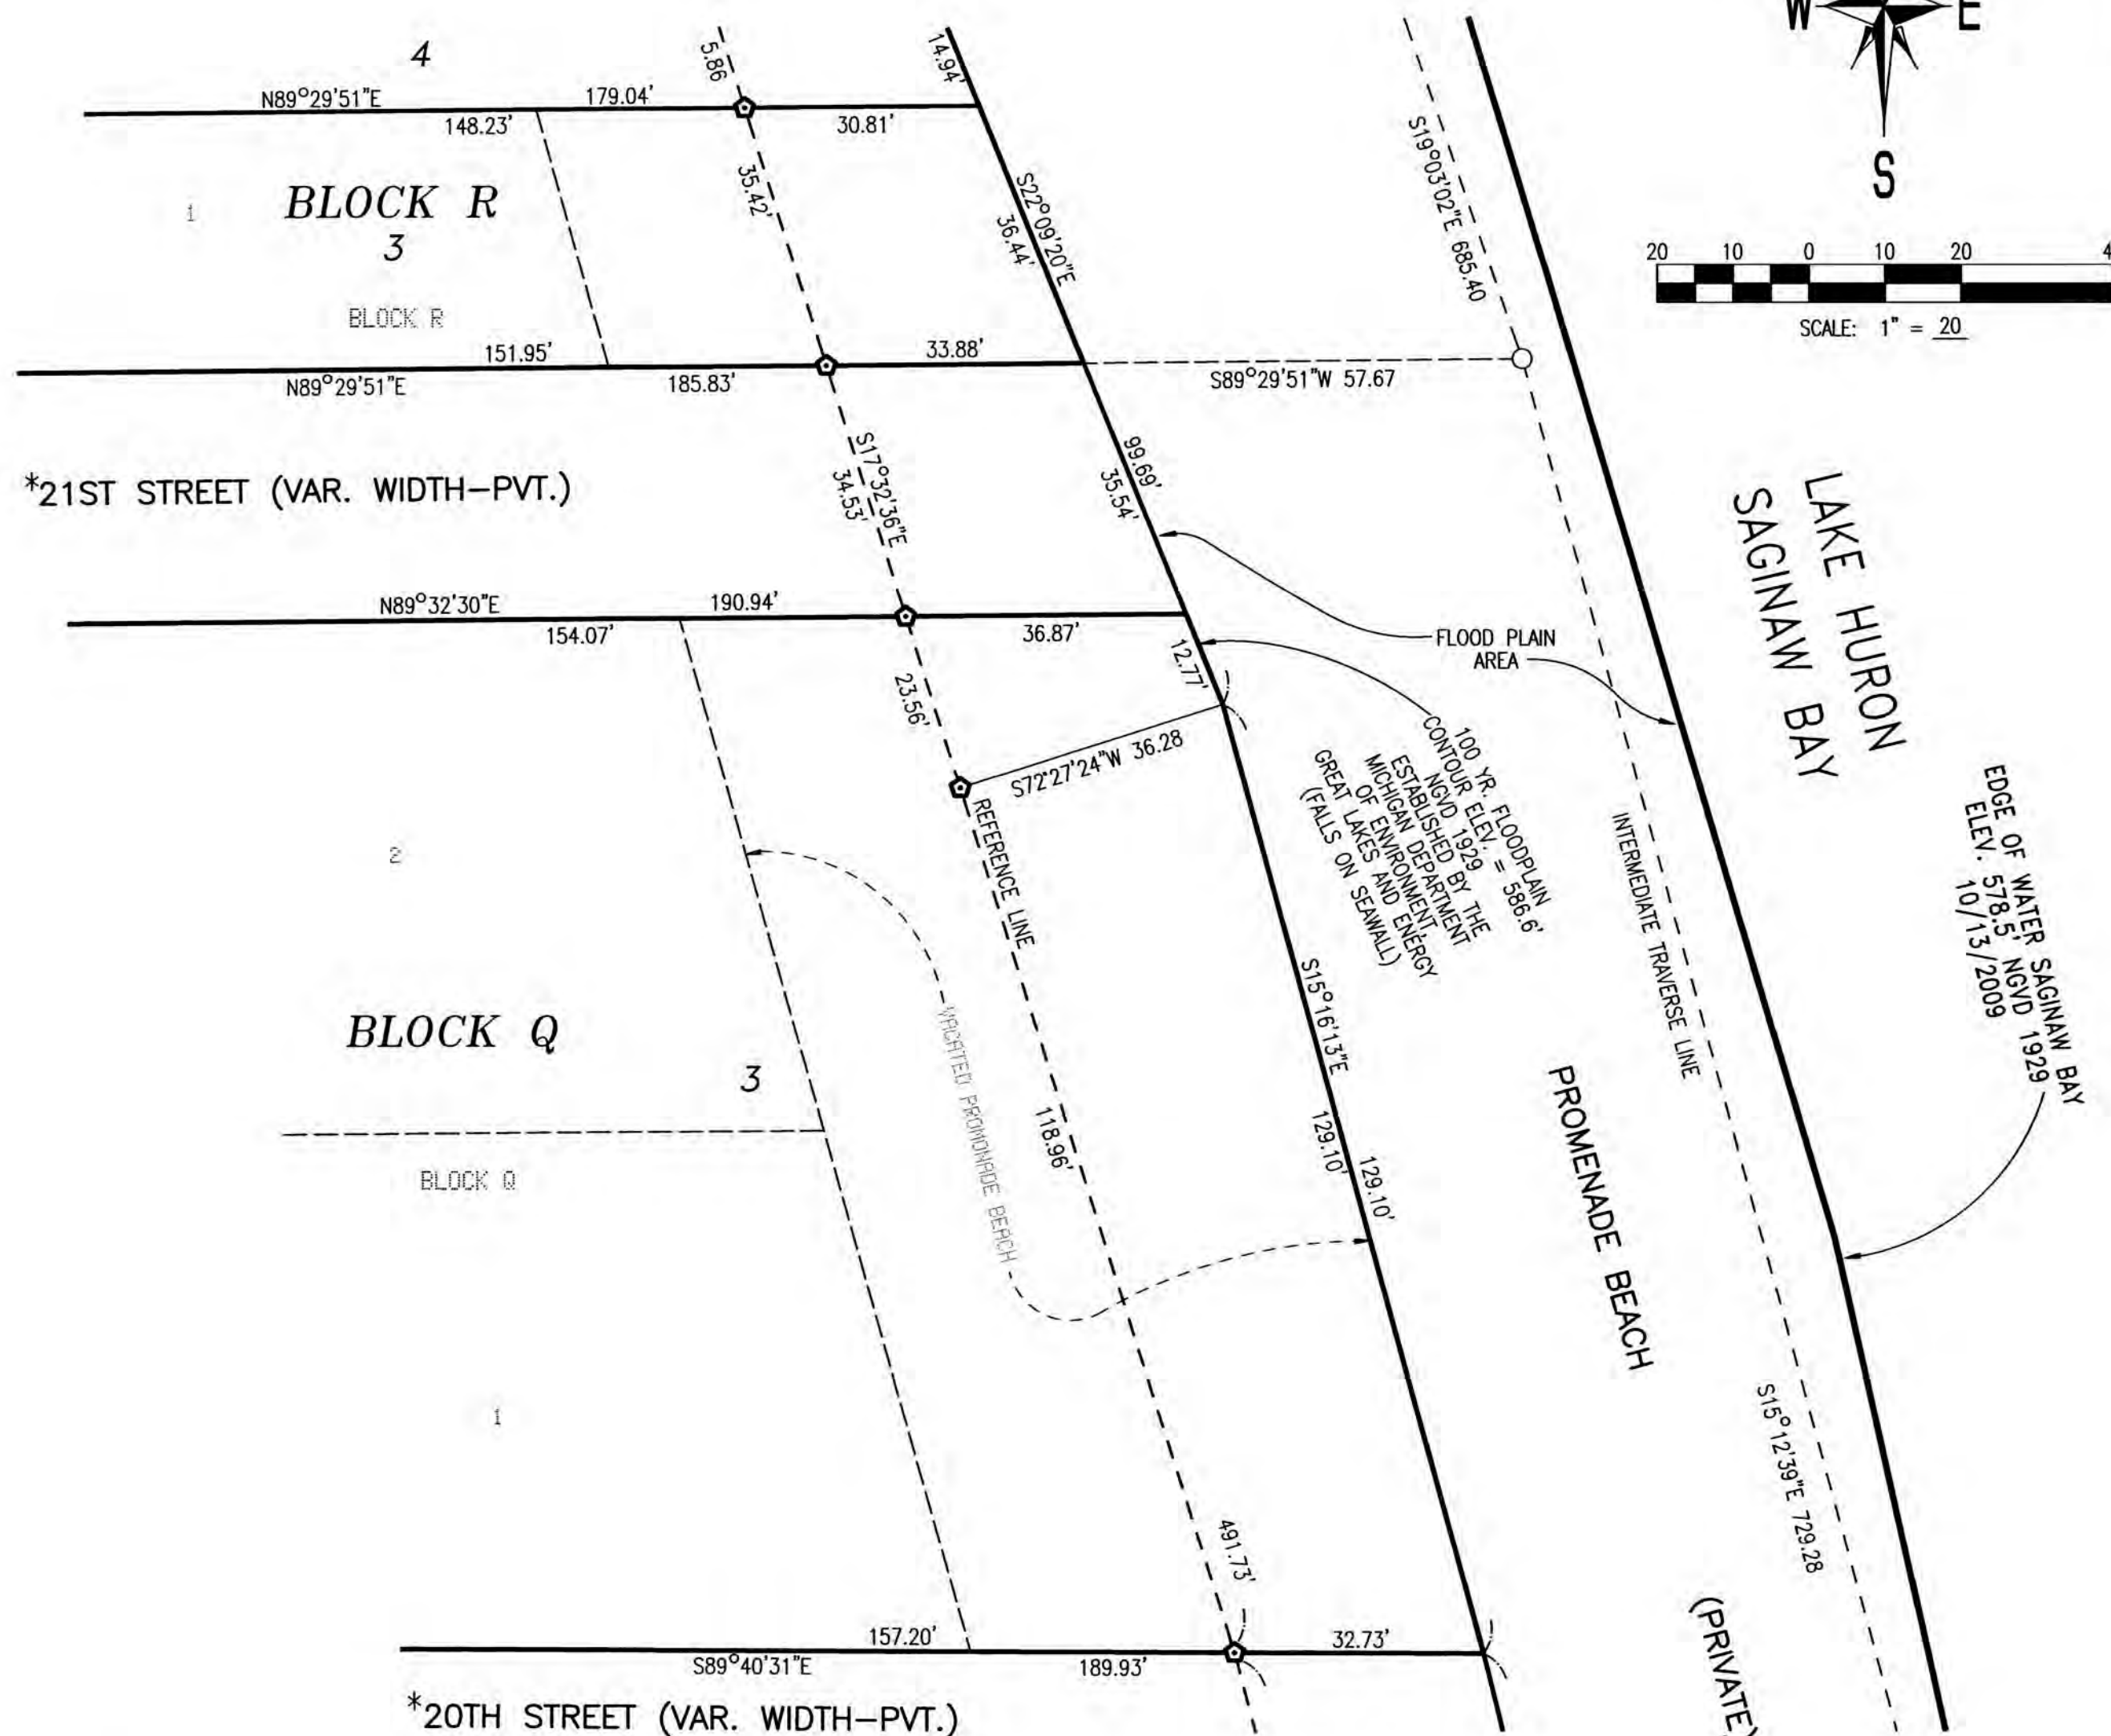 W E
S
20 10 0 10 20 4
SCALE: 1" = 20
4
5.86
14.94'
N89°29'51"E
179.04'
148.23'
30.81'
BLOCK R
3
1
BLOCK R
35.42'
S22°09'20"E
36.44'
S19°03'02"E 685.40
151.95'
33.88'
N89°29'51"E
185.83'
S89°29'51"W 57.67
*21ST STREET (VAR. WIDTH-PVT.)
S17°32'36"E
34.53'
99.69'
35.54'
LAKE HURON
SAGINAW BAY
N89°32'30"E
190.94'
154.07'
36.87'
FLOOD PLAIN
AREA
12.77'
23.56'
S72°27'24"W 36.28
100 YR. FLOODPLAIN
CONTOUR ELEV. = 586.6'
NGVD 1929
ESTABLISHED BY THE
MICHIGAN DEPARTMENT
OF ENVIRONMENT,
GREAT LAKES AND ENERGY
(FALLS ON SEAWALL)
REFERENCE LINE
INTERMEDIATE TRAVERSE LINE
EDGE OF WATER SAGINAW BAY
ELEV. 578.5' NGVD 1929
10/13/2009
2
BLOCK Q
3
VACATED PROMONADE BEACH
118.96'
S15°16'13"E
129.10'
129.10'
PROMENADE BEACH
BLOCK Q
1
S15°12'39"E 729.28
491.73'
157.20'
32.73'
S89°40'31"E
189.93'
(PRIVATE)
*20TH STREET (VAR. WIDTH-PVT.)